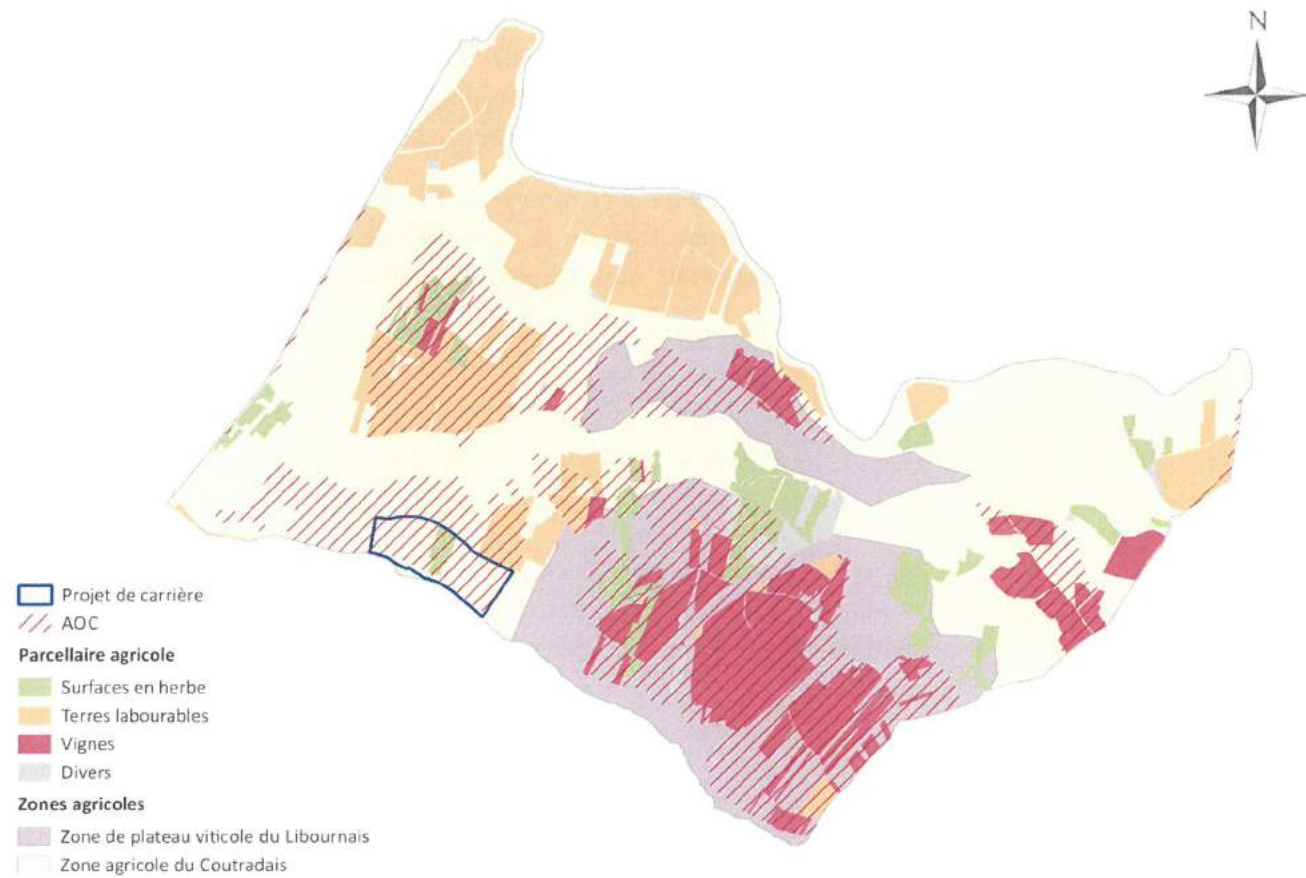 N
Projet de carrière
AOC
Parcellaire agricole
Surfaces en herbe
Terres labourables
Vignes
Divers
Zones agricoles
Zone de plateau viticole du Libournais
Zone agricole du Coutradais